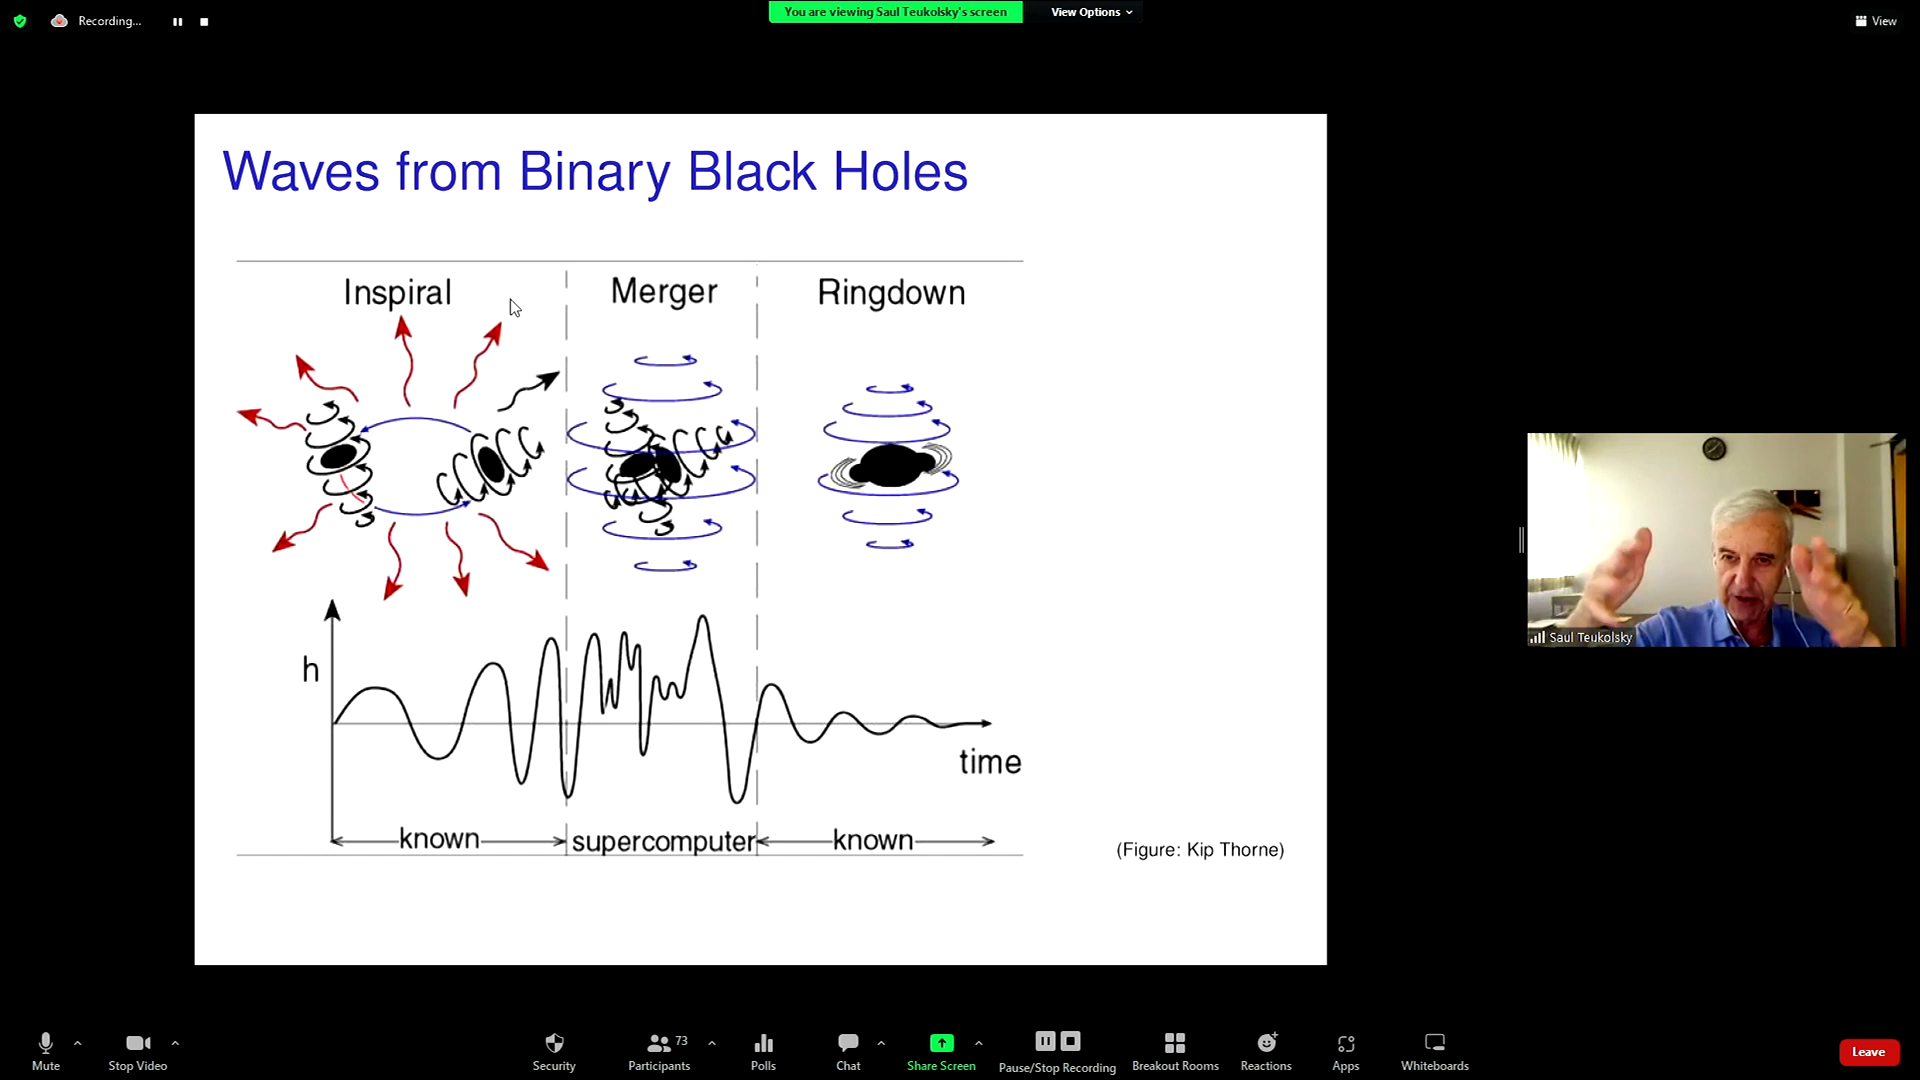 Recording...
You are viewing Saul Teukolsky's screen
View Options
View
Waves from Binary Black Holes
Inspiral
Merger
Ringdown
h
time
known
supercomputer
known
(Figure: Kip Thorne)
Saul Teukolsky
Mute
Stop Video
Security
Participants
73
Polls
Chat
Share Screen
Pause/Stop Recording
Breakout Rooms
Reactions
Apps
Whiteboards
Leave